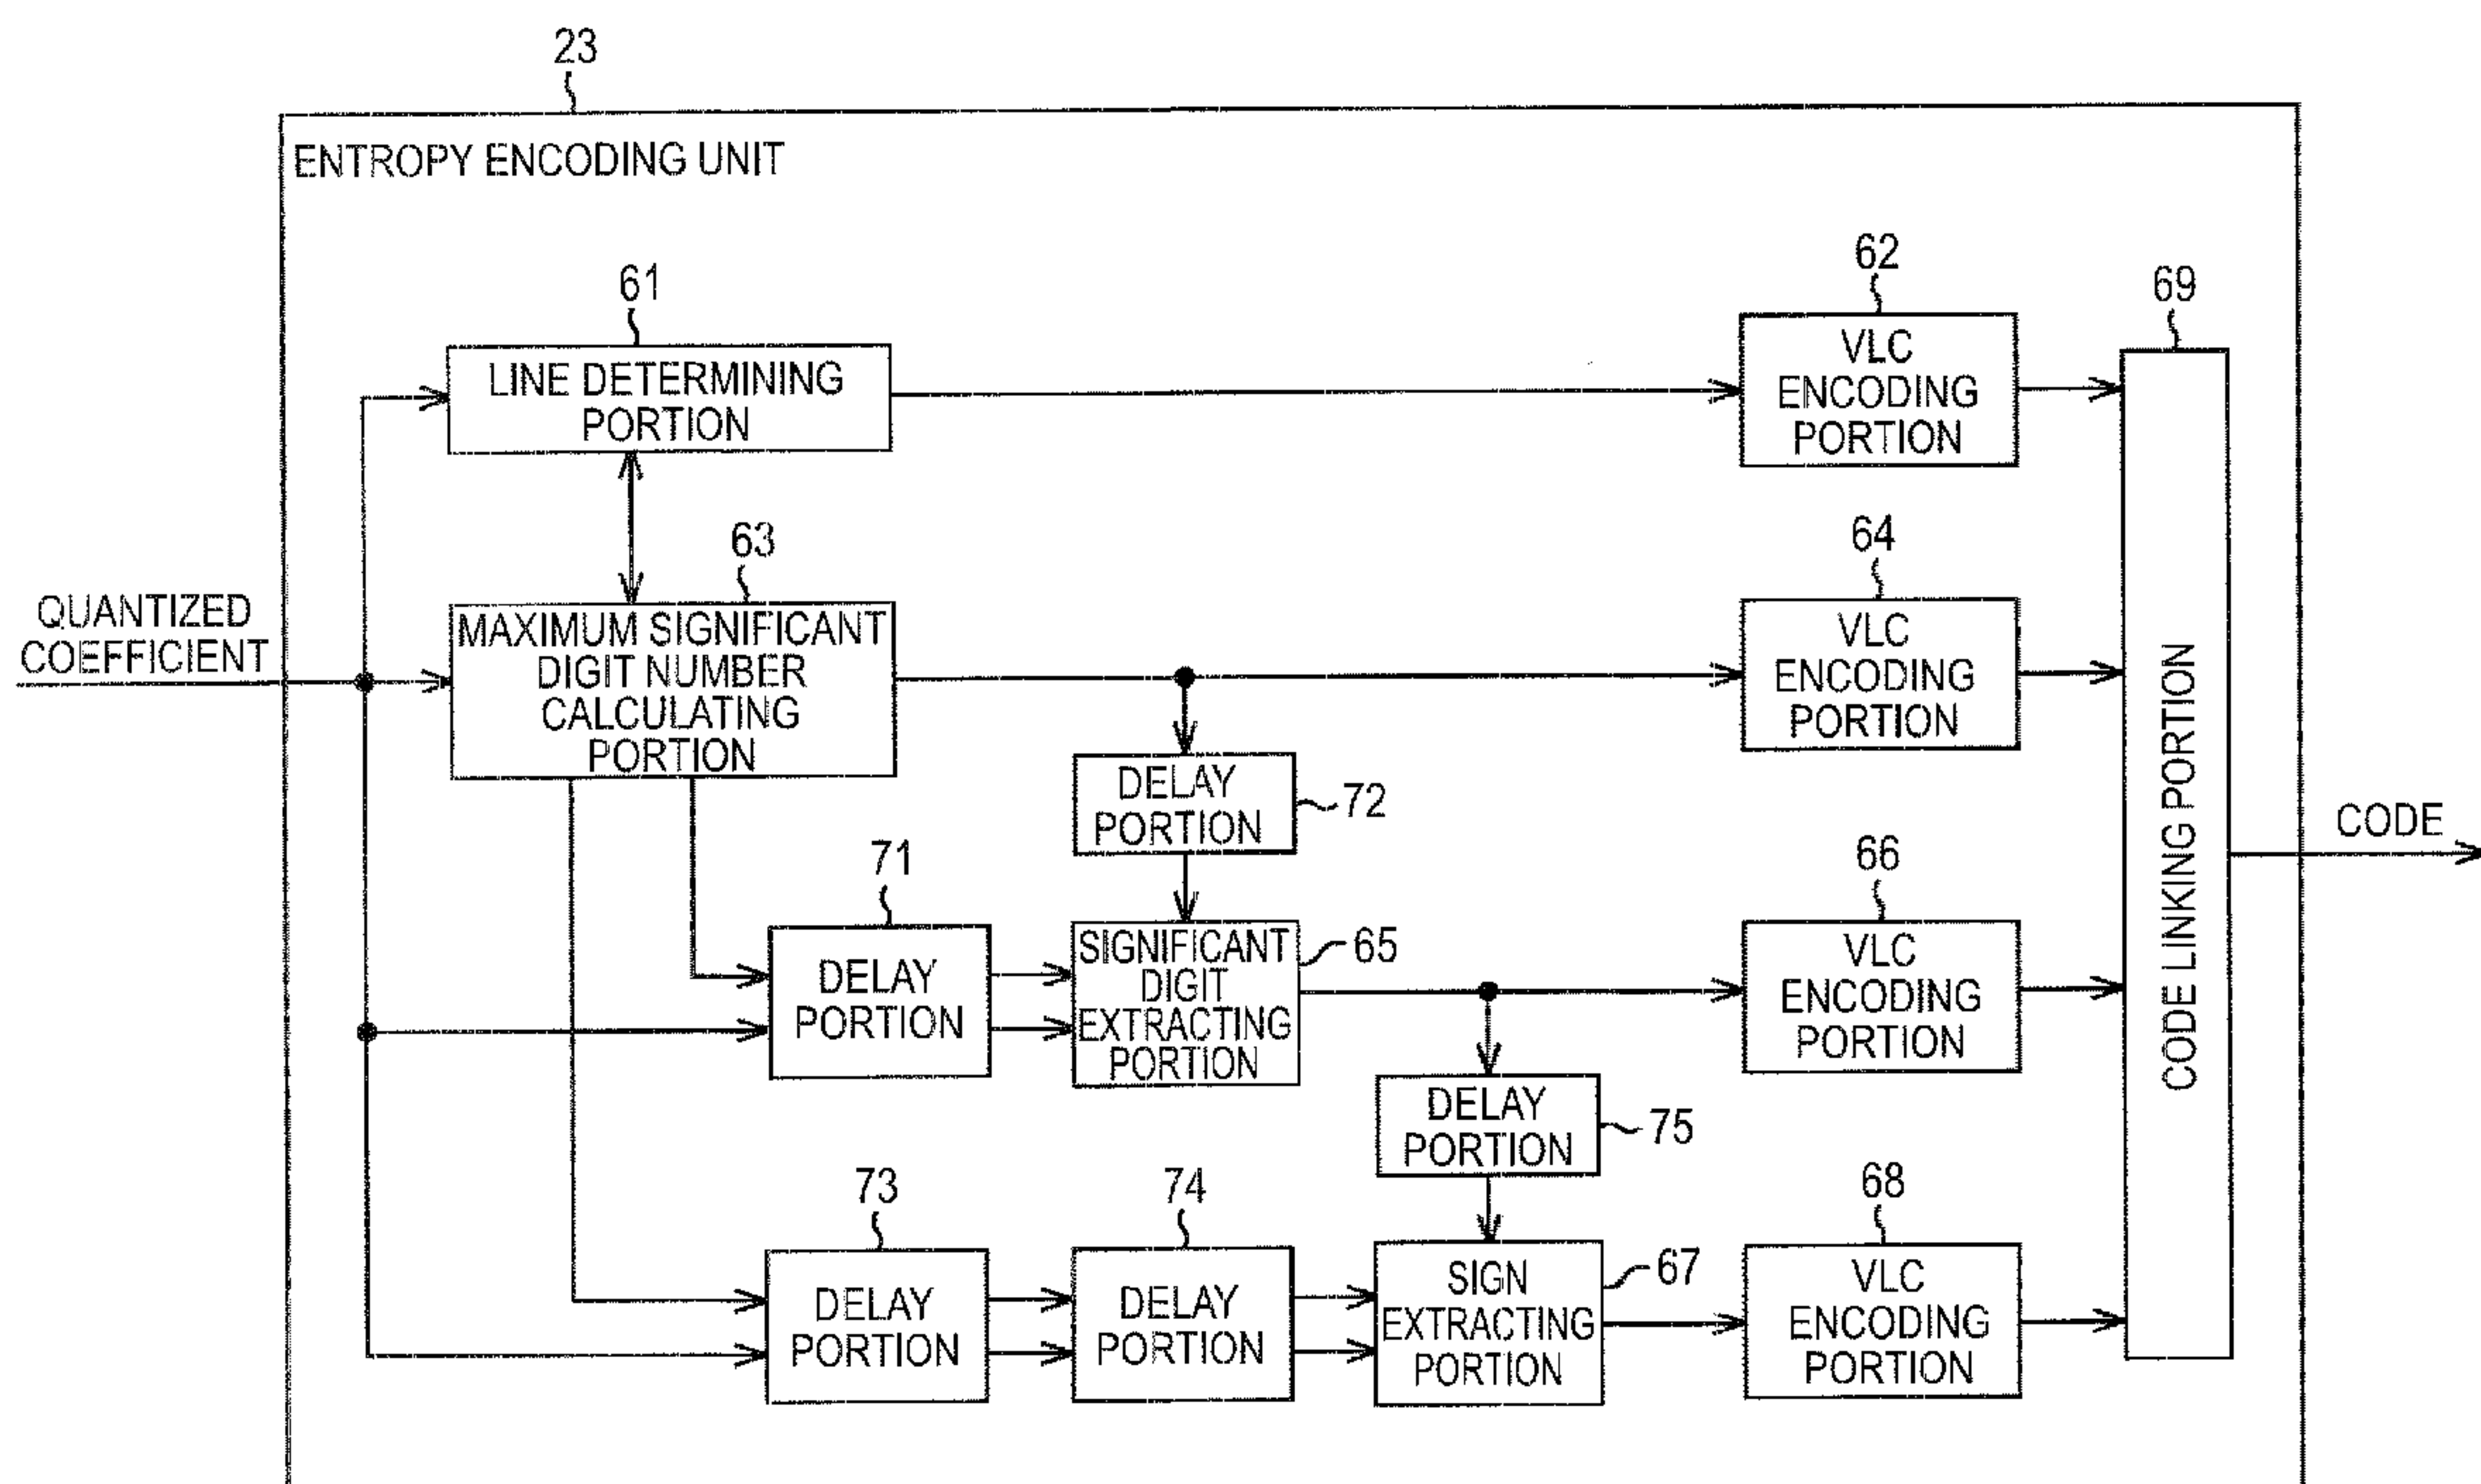 23
ENTROPY ENCODING UNIT
61
LINE DETERMINING
PORTION
62
VLC
ENCODING
PORTION
69
CODE LINKING PORTION
QUANTIZED
COEFFICIENT
63
MAXIMUM SIGNIFICANT
DIGIT NUMBER
CALCULATING
PORTION
64
VLC
ENCODING
PORTION
DELAY
PORTION
72
CODE
71
DELAY
PORTION
SIGNIFICANT
DIGIT
EXTRACTING
PORTION
65
66
VLC
ENCODING
PORTION
DELAY
PORTION
75
73
DELAY
PORTION
74
DELAY
PORTION
SIGN
EXTRACTING
PORTION
67
68
VLC
ENCODING
PORTION